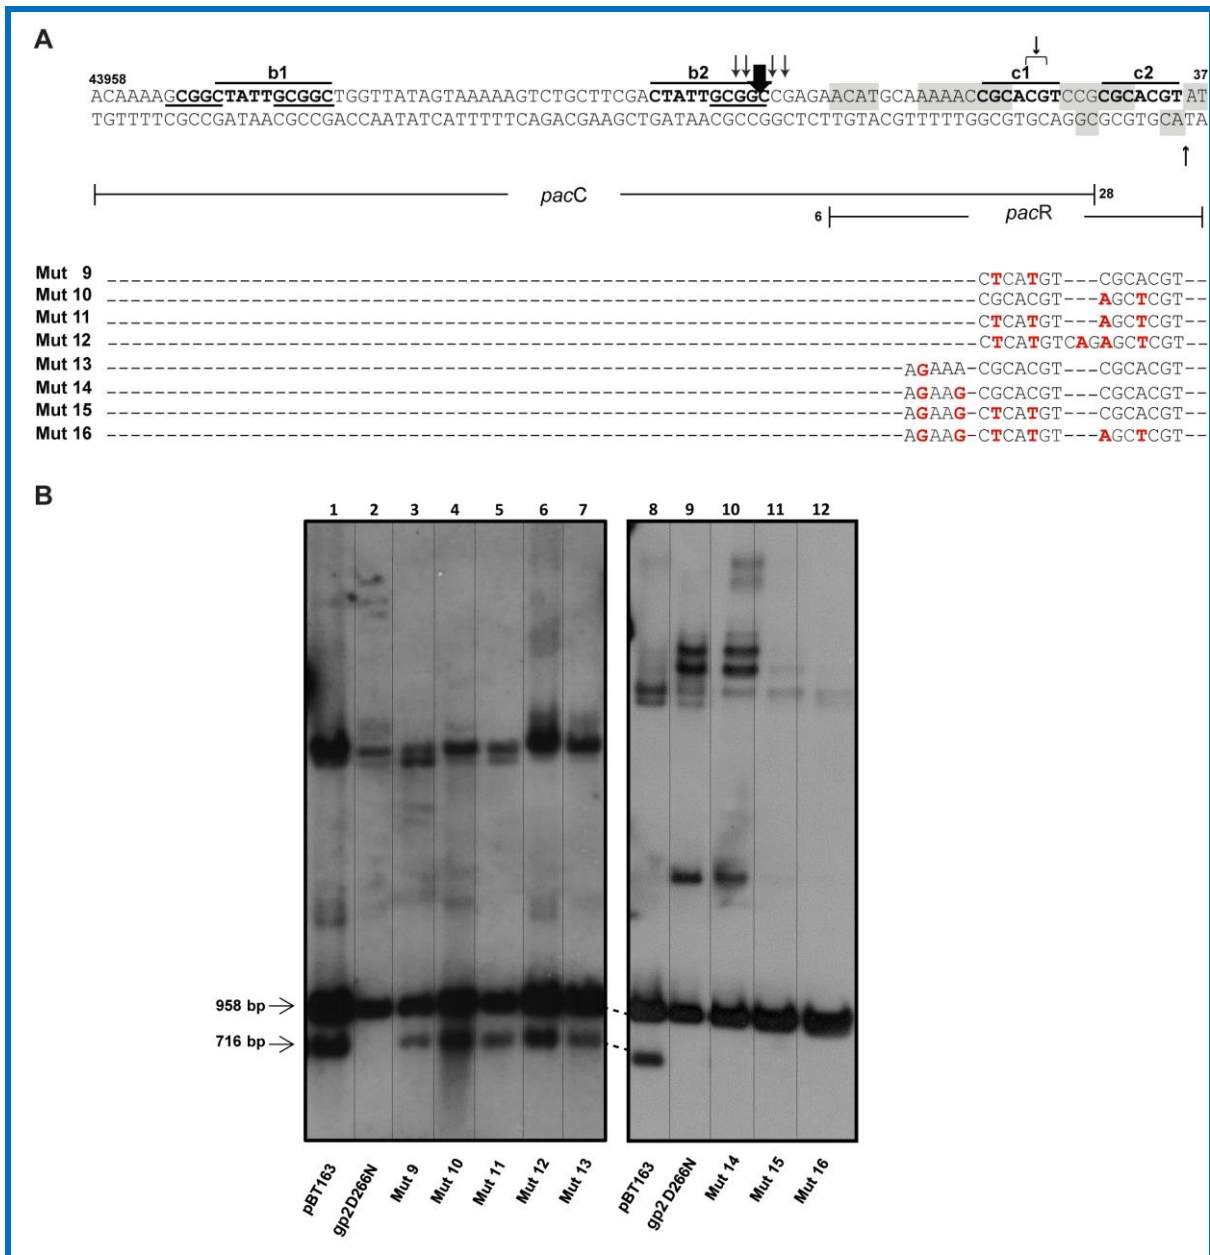 A
b1 b2 c1 c2
43958 37
ACAAAAGCGGCTATTGCGGCTGGTTATAGTAAAAAGTCTGCTTCGACTATTGCGGCCGAGAACATGCAAAAACCGCACGTCCGCGCACGTAT
TGTTTTCGCCGATAACGCCGACCAATATCATTTTTCAGACGAAGCTGATAACGCCGGCTCTTGTACGTTTTTGGCGTGCAGGCGCGTGCATA
pacC 28
6 pacR
Mut 9 CTCATGT---CGCACGT--
Mut 10 CGCACGT---AGCTCGT--
Mut 11 CTCATGT---AGCTCGT--
Mut 12 CTCATGTCAGAGCTCGT--
Mut 13 AGAAA-CGCACGT---CGCACGT--
Mut 14 AGAAG-CGCACGT---CGCACGT--
Mut 15 AGAAG-CTCATGT---CGCACGT--
Mut 16 AGAAG-CTCATGT---AGCTCGT--
B
1 2 3 4 5 6 7 8 9 10 11 12
958 bp
716 bp
pBT163 gp2D266N Mut 9 Mut 10 Mut 11 Mut 12 Mut 13 pBT163 gp2 D266N Mut 14 Mut 15 Mut 16